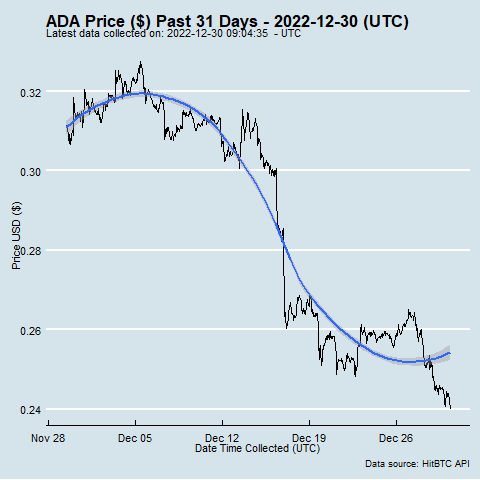 ADA Price ($) Past 31 Days - 2022-12-30 (UTC)
Latest data collected on: 2022-12-30 09:04:35 - UTC
Price USD ($)
0.32
0.30
0.28
0.26
0.24
Nov 28 Dec 05 Dec 12 Dec 19 Dec 26
Date Time Collected (UTC)
Data source: HitBTC API